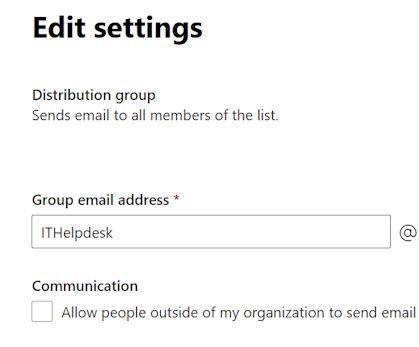 Edit settings
Distribution group
Sends email to all members of the list.
Group email address *
ITHelpdesk @
Communication
Allow people outside of my organization to send email